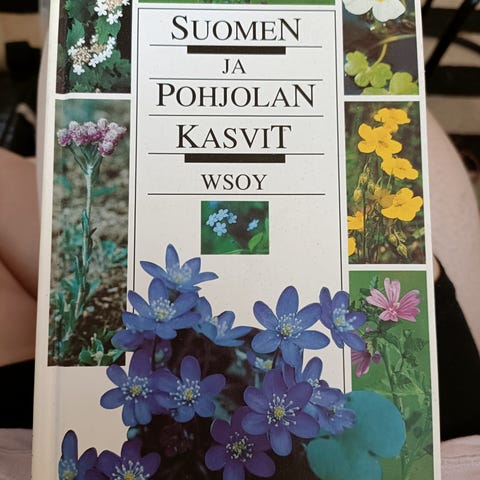 SUOMEN
JA
POHJOLAN
KASVIT
WSOY